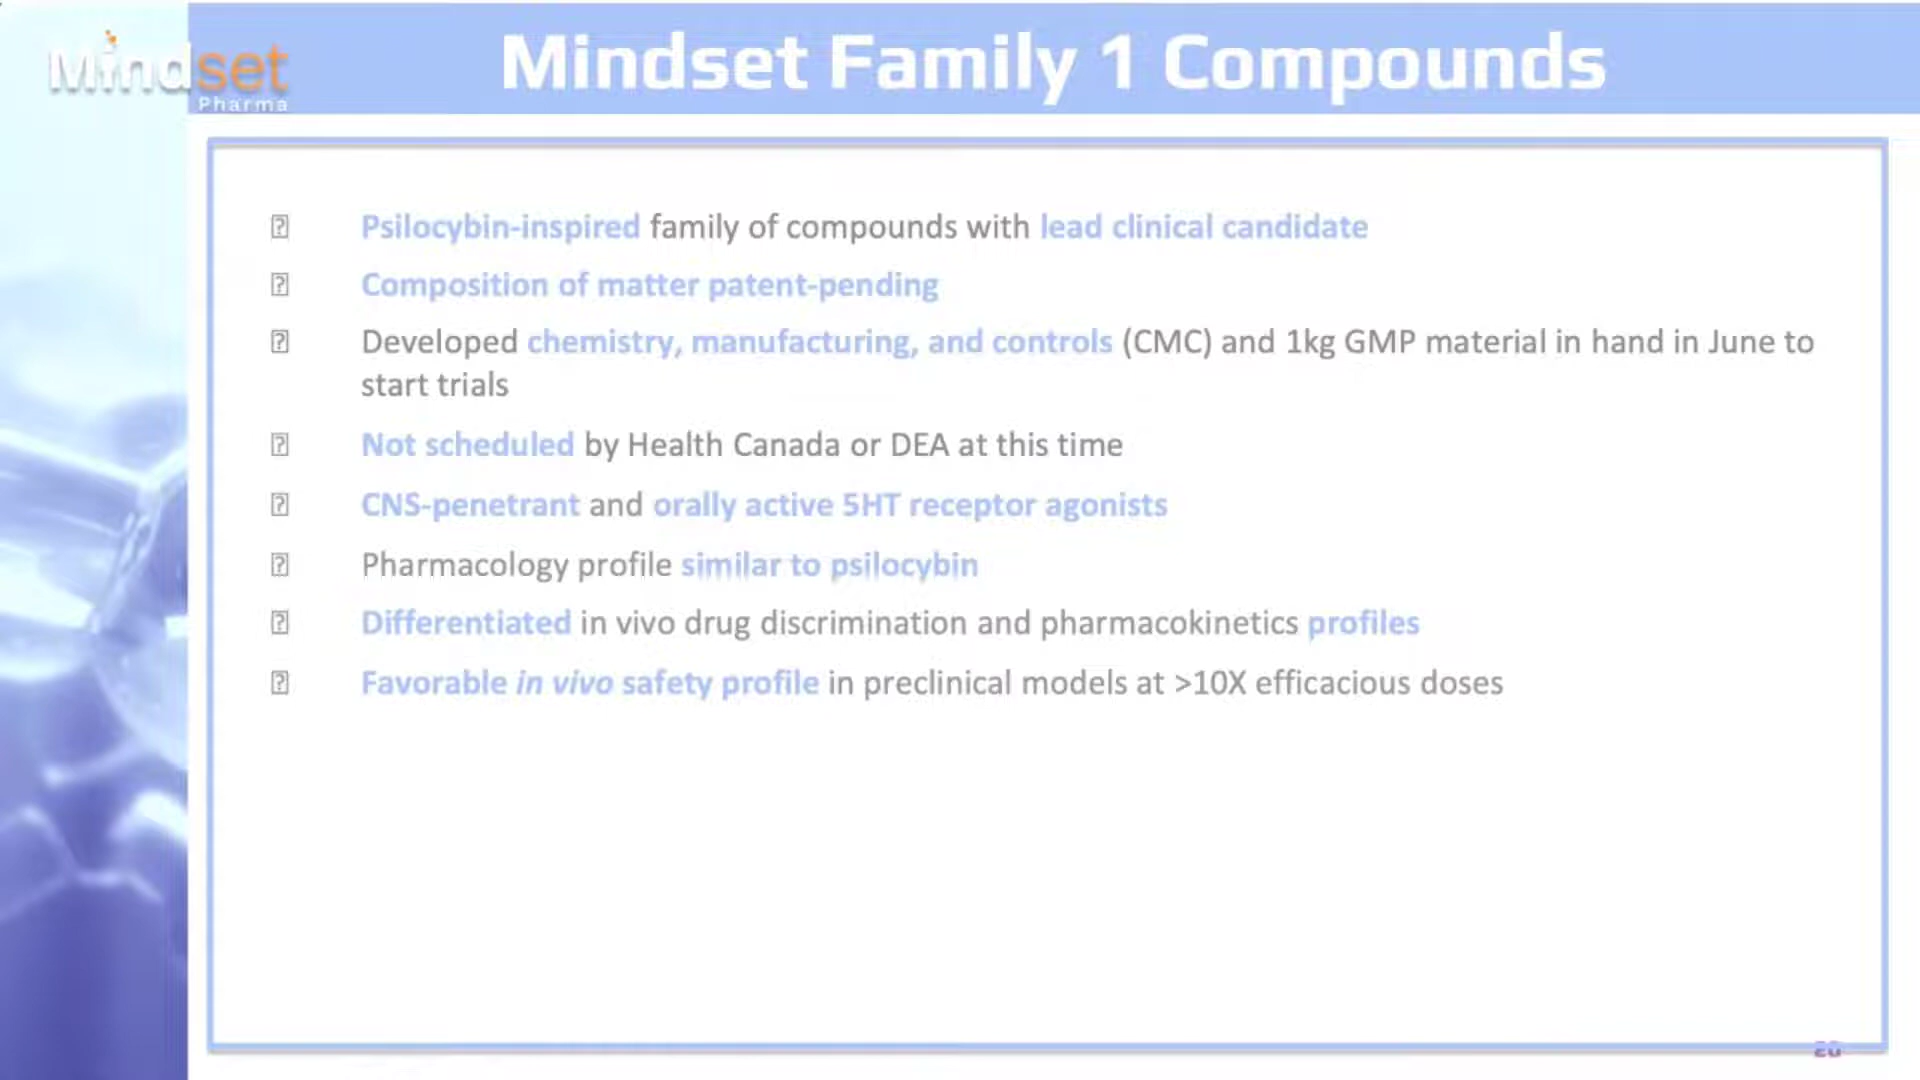 Mindset
Pharma
Mindset Family 1 Compounds
Psilocybin-inspired family of compounds with lead clinical candidate
Composition of matter patent-pending
Developed chemistry, manufacturing, and controls (CMC) and 1kg GMP material in hand in June to
start trials
Not scheduled by Health Canada or DEA at this time
CNS-penetrant and orally active 5HT receptor agonists
Pharmacology profile similar to psilocybin
Differentiated in vivo drug discrimination and pharmacokinetics profiles
Favorable in vivo safety profile in preclinical models at >10X efficacious doses